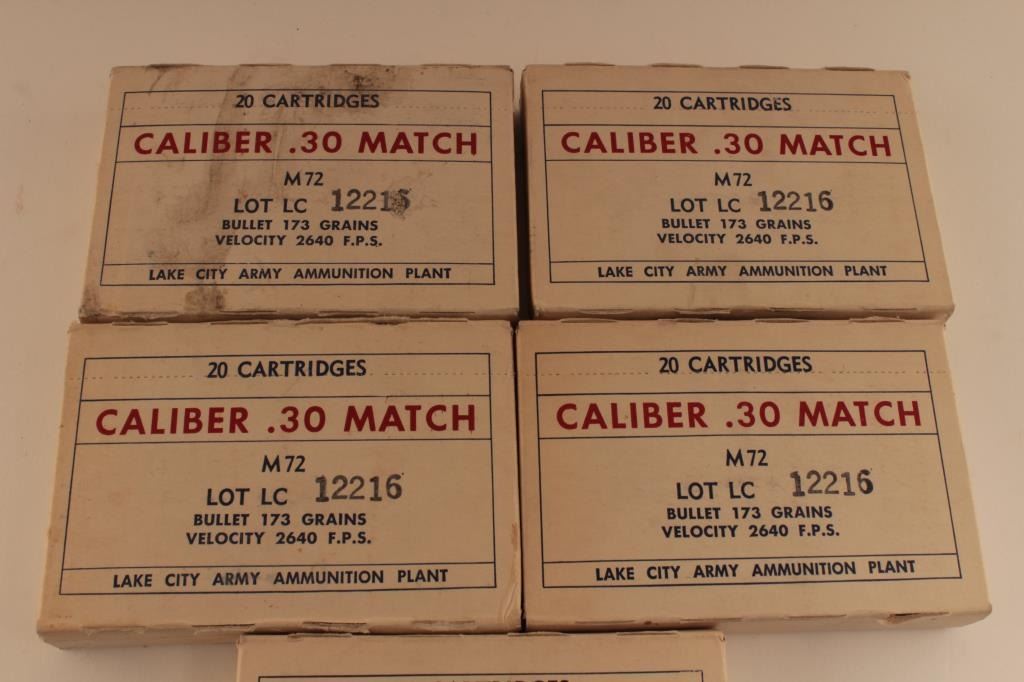 20 CARTRIDGES
CALIBER .30 MATCH
M72
LOT LC 12216
BULLET 173 GRAINS
VELOCITY 2640 F.P.S.
LAKE CITY ARMY AMMUNITION PLANT
20 CARTRIDGES
CALIBER .30 MATCH
M72
LOT LC 12216
BULLET 173 GRAINS
VELOCITY 2640 F.P.S.
LAKE CITY ARMY AMMUNITION PLANT
20 CARTRIDGES
CALIBER .30 MATCH
M72
LOT LC 12216
BULLET 173 GRAINS
VELOCITY 2640 F.P.S.
LAKE CITY ARMY AMMUNITION PLANT
20 CARTRIDGES
CALIBER .30 MATCH
M72
LOT LC 12216
BULLET 173 GRAINS
VELOCITY 2640 F.P.S.
LAKE CITY ARMY AMMUNITION PLANT